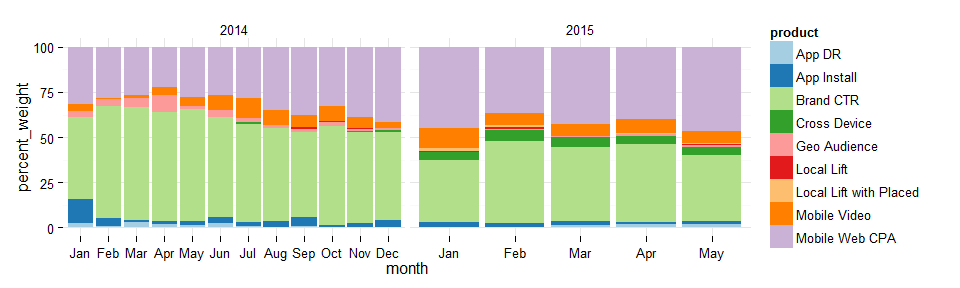 2014 2015
percent_weight
100
75
50
25
0
Jan Feb Mar Apr May Jun Jul Aug Sep Oct Nov Dec Jan Feb Mar Apr May
month
product
App DR
App Install
Brand CTR
Cross Device
Geo Audience
Local Lift
Local Lift with Placed
Mobile Video
Mobile Web CPA